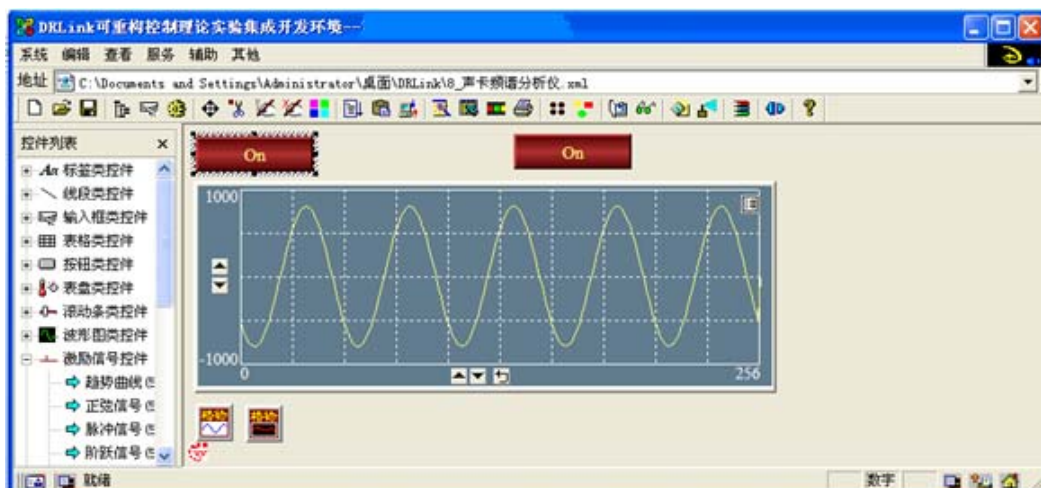 DRLink可重构控制理论实验集成开发环境--
系统 编辑 查看 服务 辅助 其他
地址 C:\Documents and Settings\Administrator\桌面\DRLink\8_声卡频谱分析仪.xml
控件列表 x
Aa 标签类控件
线段类控件
输入框类控件
表格类控件
按钮类控件
表盘类控件
滚动条类控件
波形图类控件
激励信号控件
趋势曲线
正弦信号
脉冲信号
阶跃信号
On
On
1000
-1000
0
256
就绪
数字